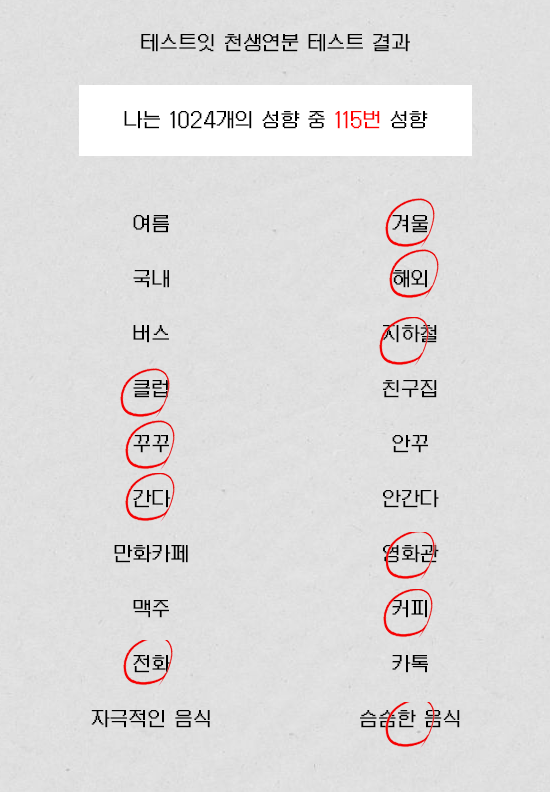 테스트잇 천생연분 테스트 결과
나는 1024개의 성향 중 115번 성향
여름 겨울
국내 해외
버스 지하철
클럽 친구집
꾸꾸 안꾸
간다 안간다
만화카페 영화관
맥주 커피
전화 카톡
자극적인 음식 슴슴한 음식